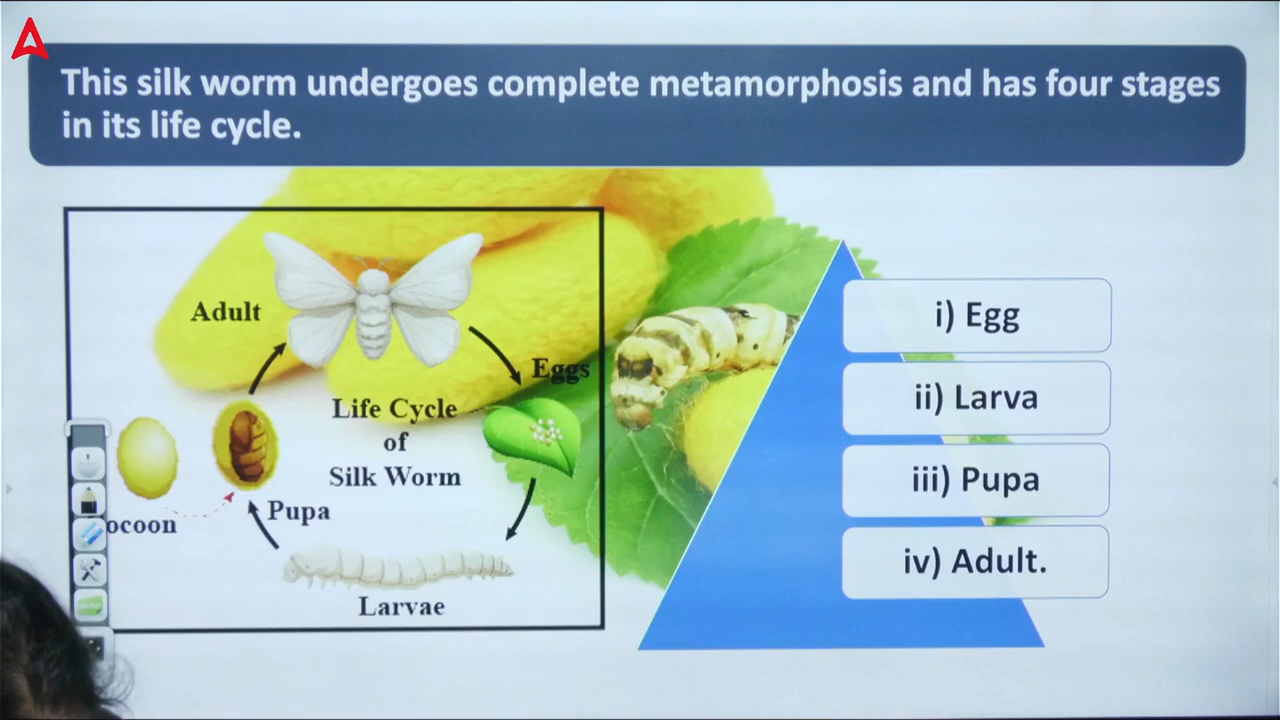 This silk worm undergoes complete metamorphosis and has four stages
in its life cycle.
Adult
Eggs
Life Cycle
of
Silk Worm
ocoon
Pupa
Larvae
i) Egg
ii) Larva
iii) Pupa
iv) Adult.